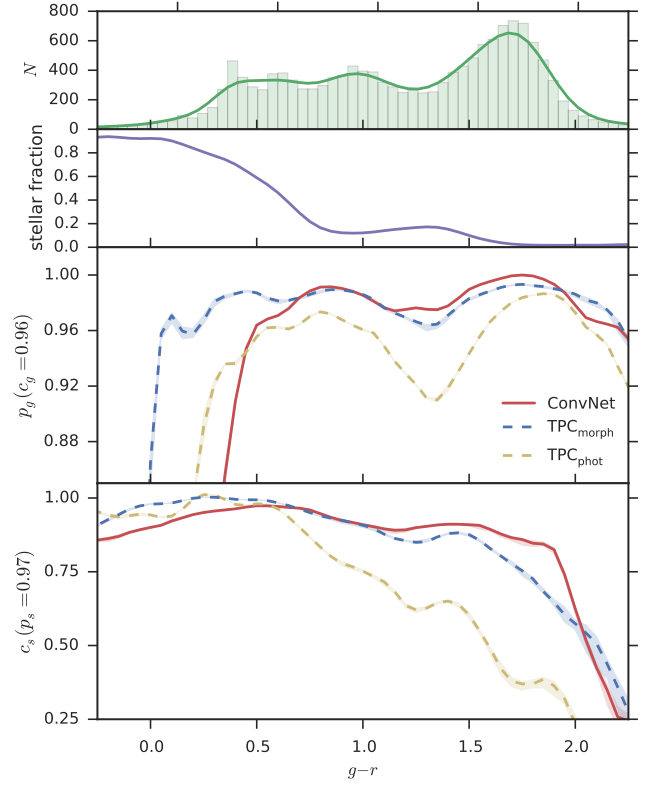 800
600
400
200
0
N
0.8
0.6
0.4
0.2
0.0
stellar fraction
1.00
0.96
0.92
0.88
p_g (c_g =0.96)
ConvNet
TPC_morph
TPC_phot
1.00
0.75
0.50
0.25
c_s (p_s =0.97)
0.0 0.5 1.0 1.5 2.0
g−r